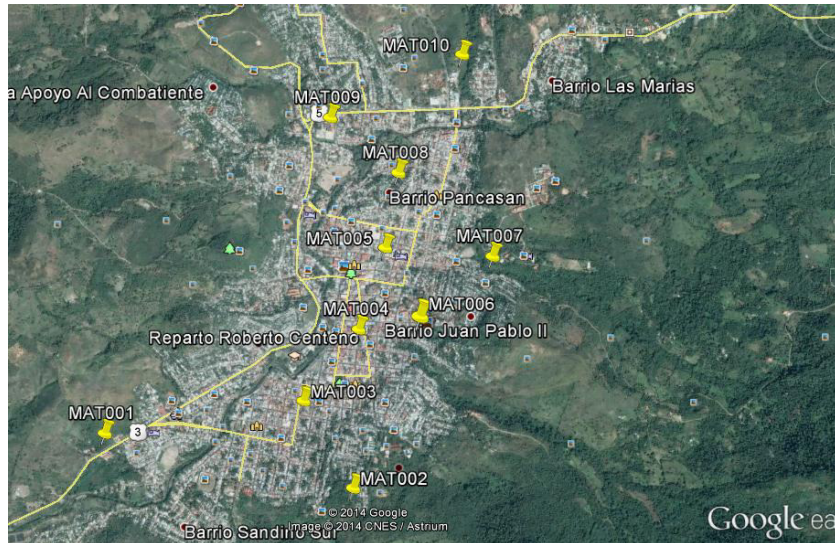 MAT010
a Apoyo Al Combatiente
Barrio Las Marias
MAT009
5
MAT008
Barrio Pancasan
MAT005
MAT007
MAT004
MAT006
Reparto Roberto Centeno
Barrio Juan Pablo II
MAT003
MAT001
3
MAT002
© 2014 Google
Image © 2014 CNES / Astrium
Barrio Sandino Sur
Google ea